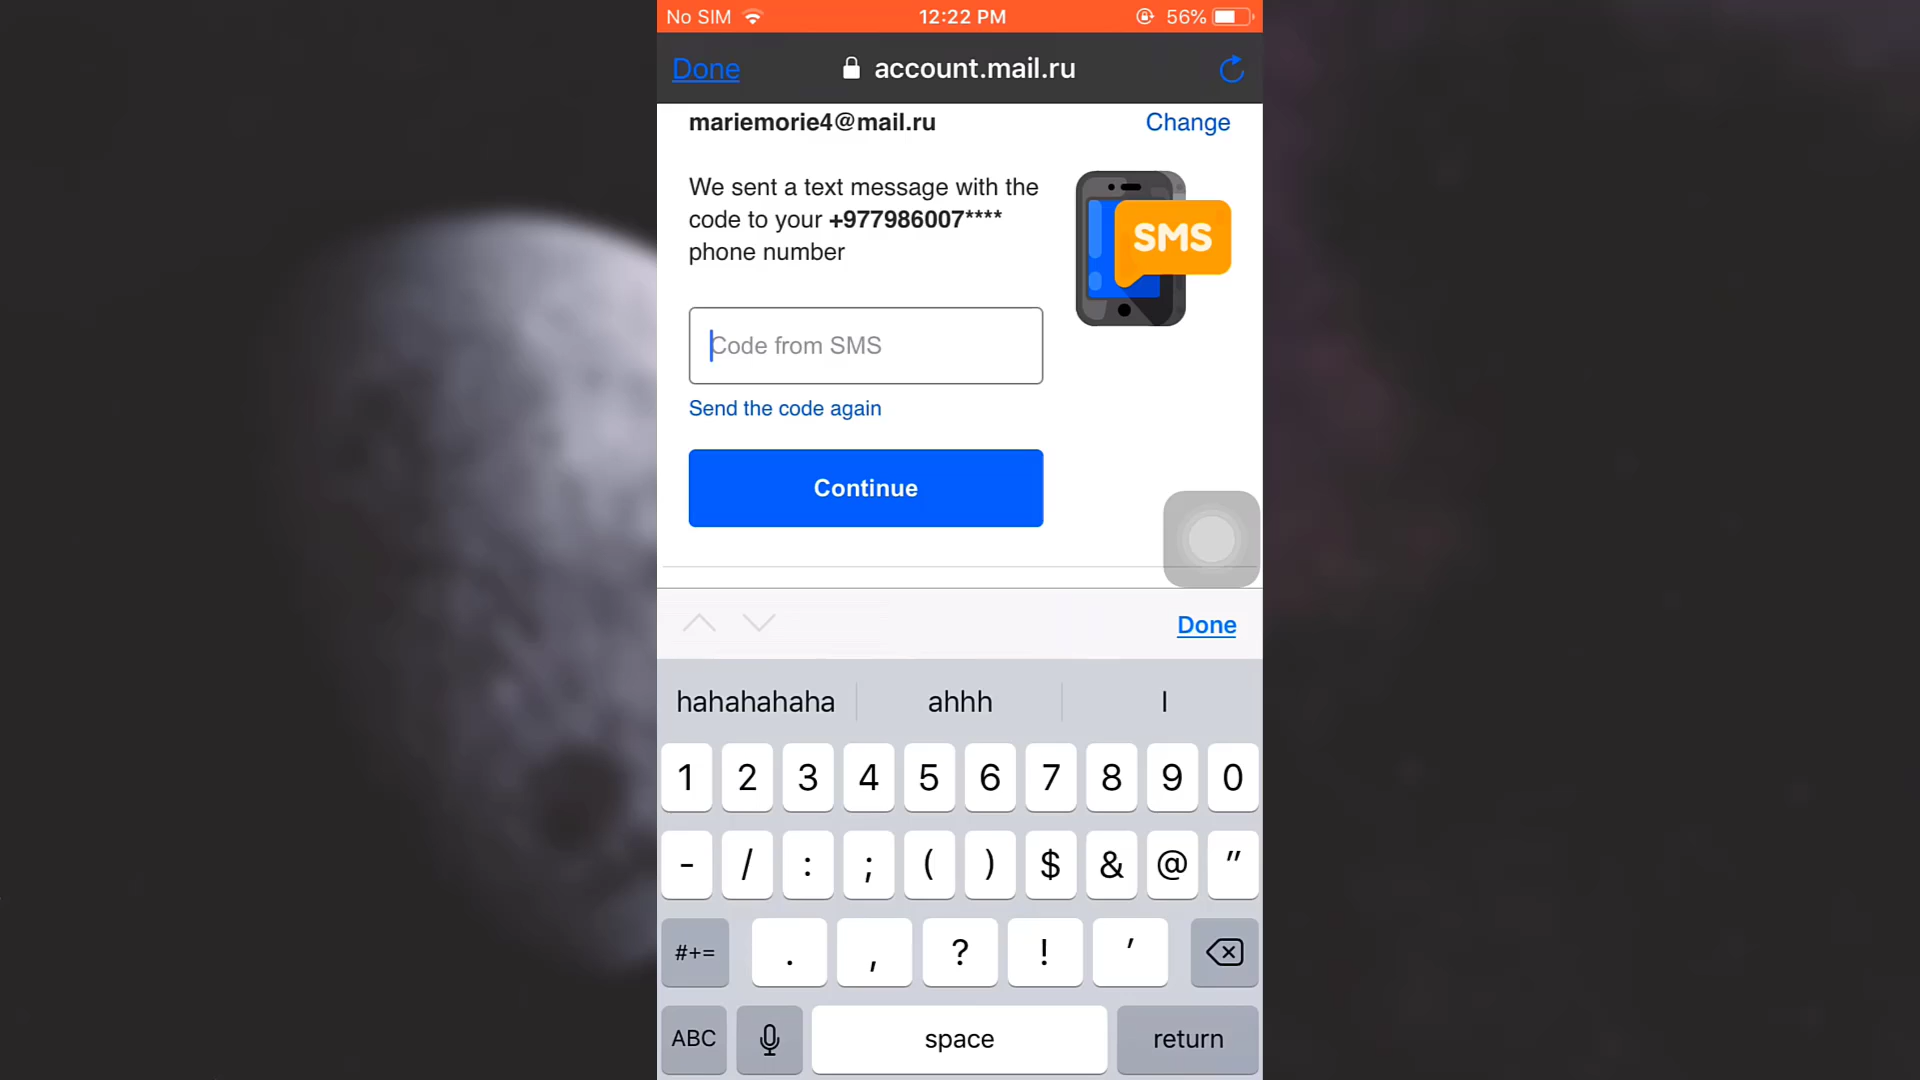 No SIM 12:22 PM 56%
Done account.mail.ru
mariemorie4@mail.ru Change
We sent a text message with the
code to your +977986007****
phone number
SMS
Code from SMS
Send the code again
Continue
Done
hahahahaha ahhh I
1 2 3 4 5 6 7 8 9 0
- / : ; ( ) $ & @ "
#+= . , ? ! '
ABC space return